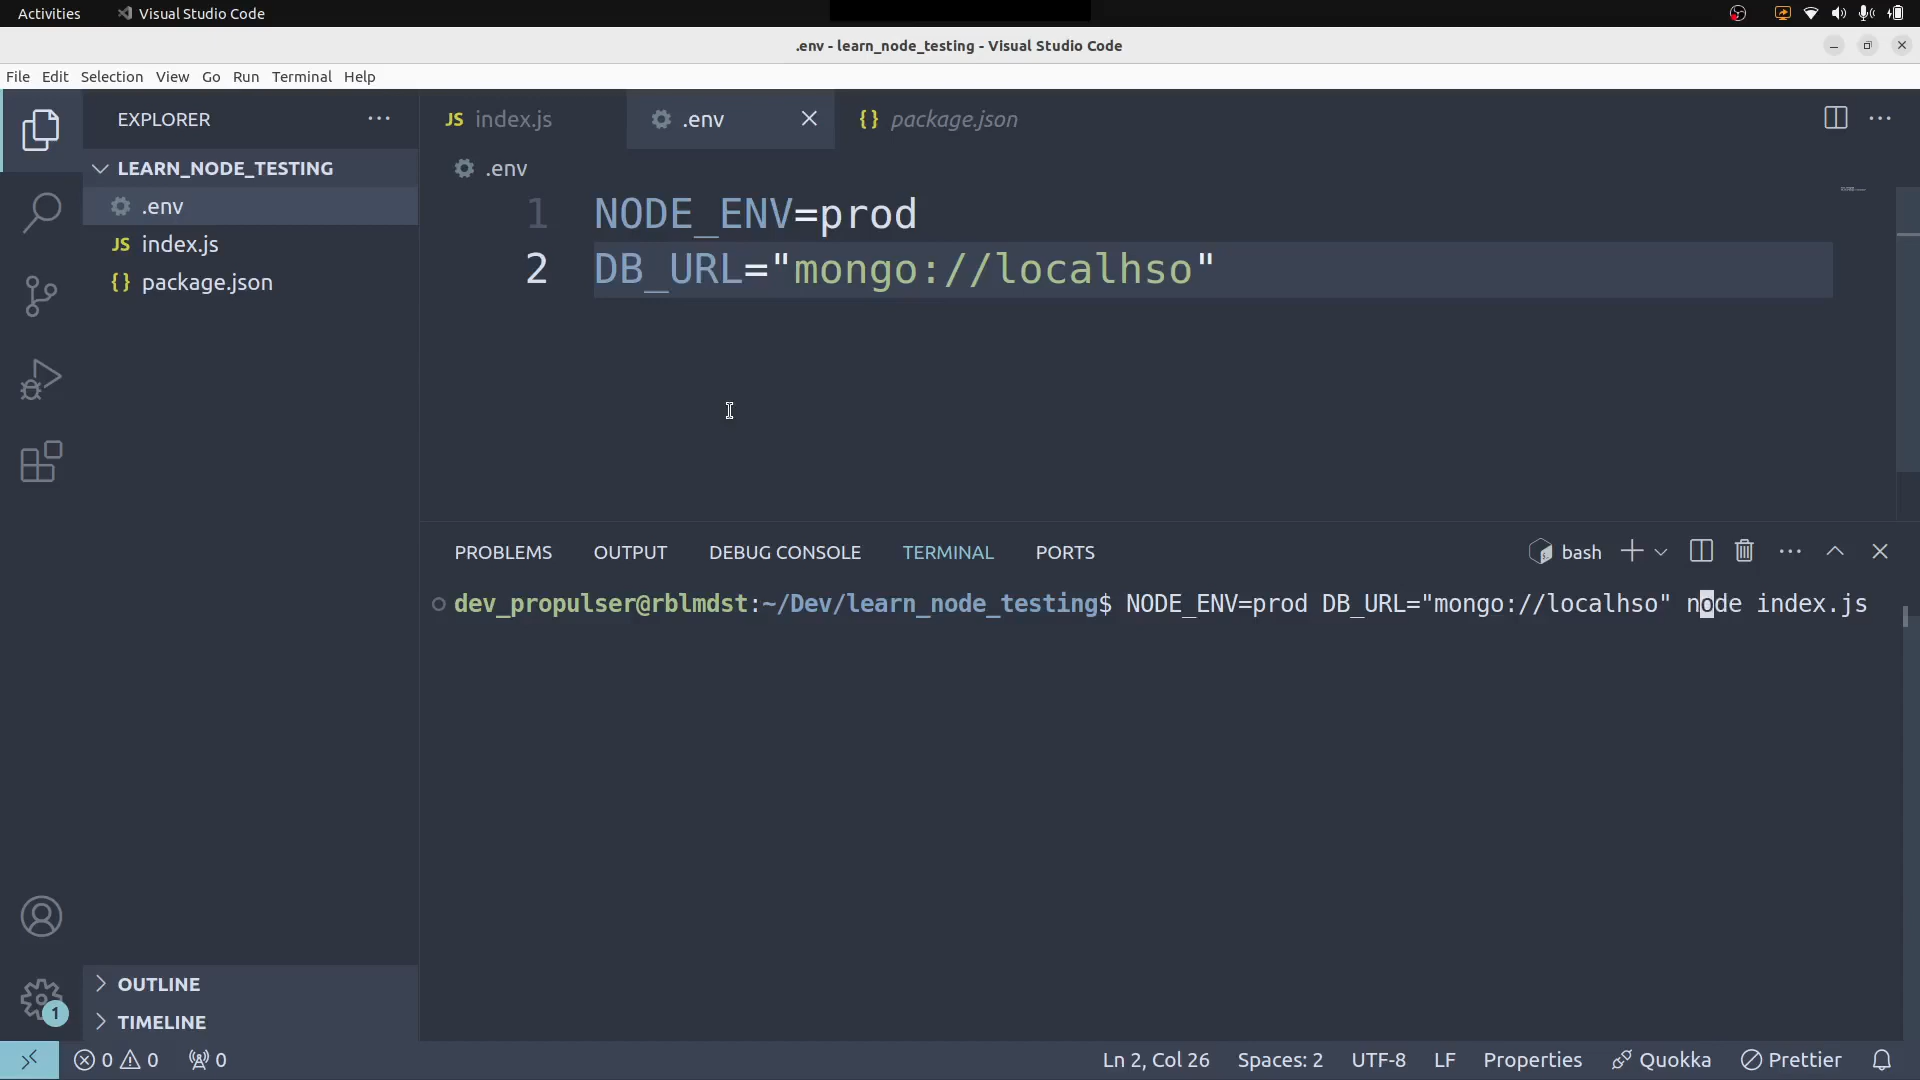 Activities Visual Studio Code
.env - learn_node_testing - Visual Studio Code
File Edit Selection View Go Run Terminal Help
EXPLORER
LEARN_NODE_TESTING
.env
JS index.js
{} package.json
OUTLINE
TIMELINE
1
JS index.js .env {} package.json
.env
1 NODE_ENV=prod
2 DB_URL="mongo://localhso"
PROBLEMS OUTPUT DEBUG CONSOLE TERMINAL PORTS bash
dev_propulser@rblmdst:~/Dev/learn_node_testing$ NODE_ENV=prod DB_URL="mongo://localhso" node index.js
0 0 0 Ln 2, Col 26 Spaces: 2 UTF-8 LF Properties Quokka Prettier